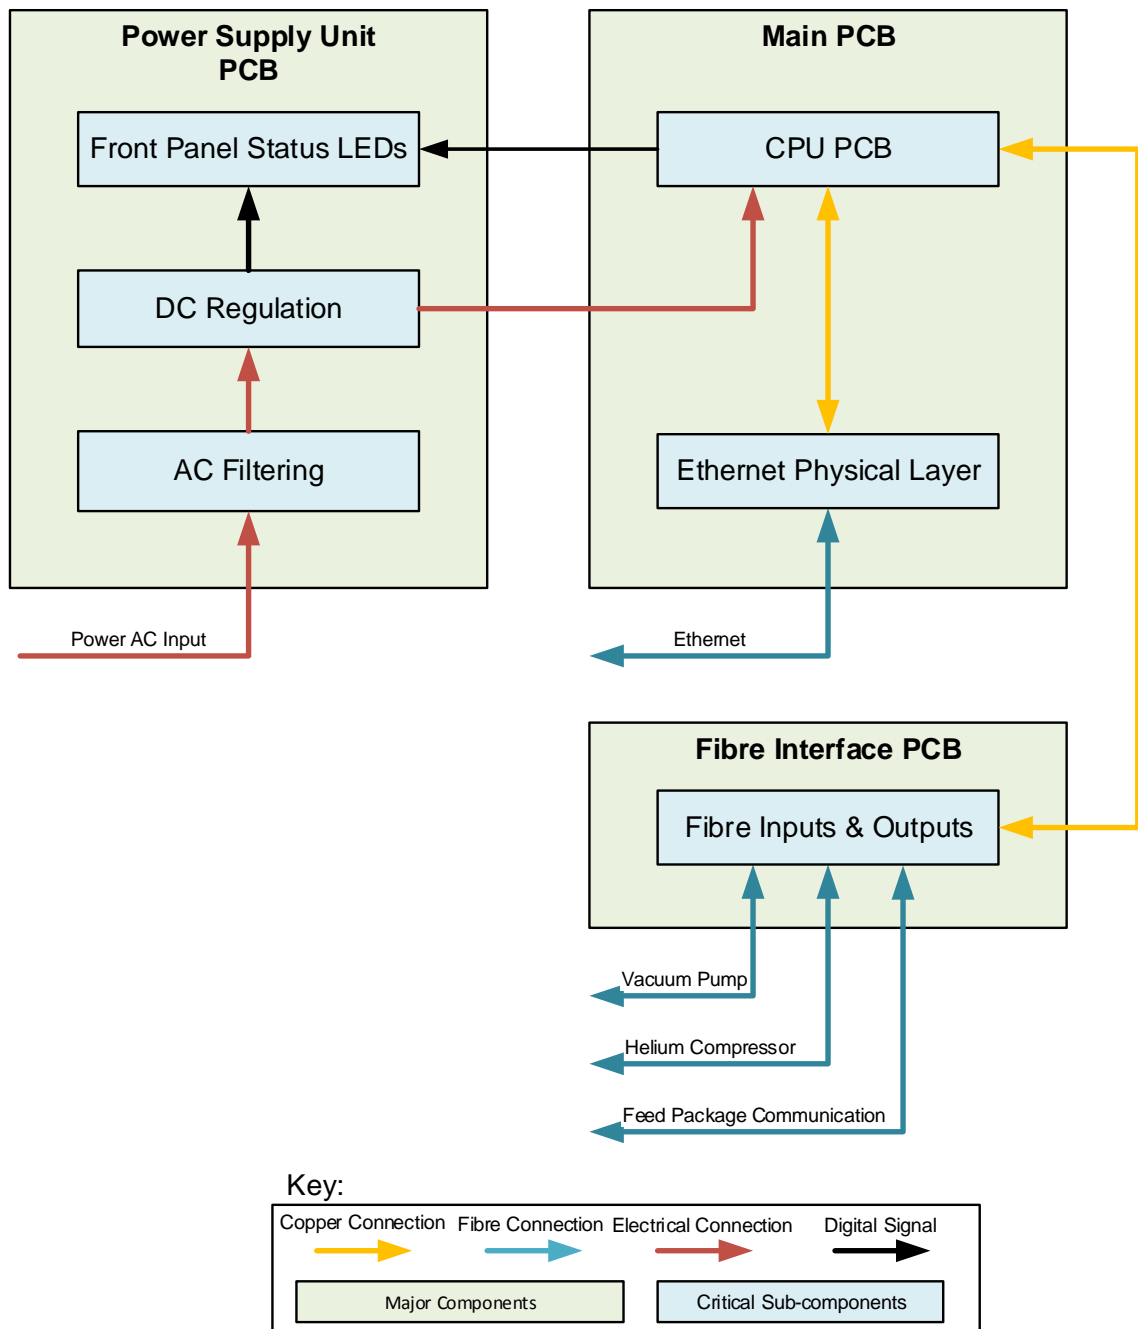 Power Supply Unit
PCB
Front Panel Status LEDs
DC Regulation
AC Filtering
Power AC Input
Main PCB
CPU PCB
Ethernet Physical Layer
Ethernet
Fibre Interface PCB
Fibre Inputs & Outputs
Vacuum Pump
Helium Compressor
Feed Package Communication
Key:
Copper Connection
Fibre Connection
Electrical Connection
Digital Signal
Major Components
Critical Sub-components